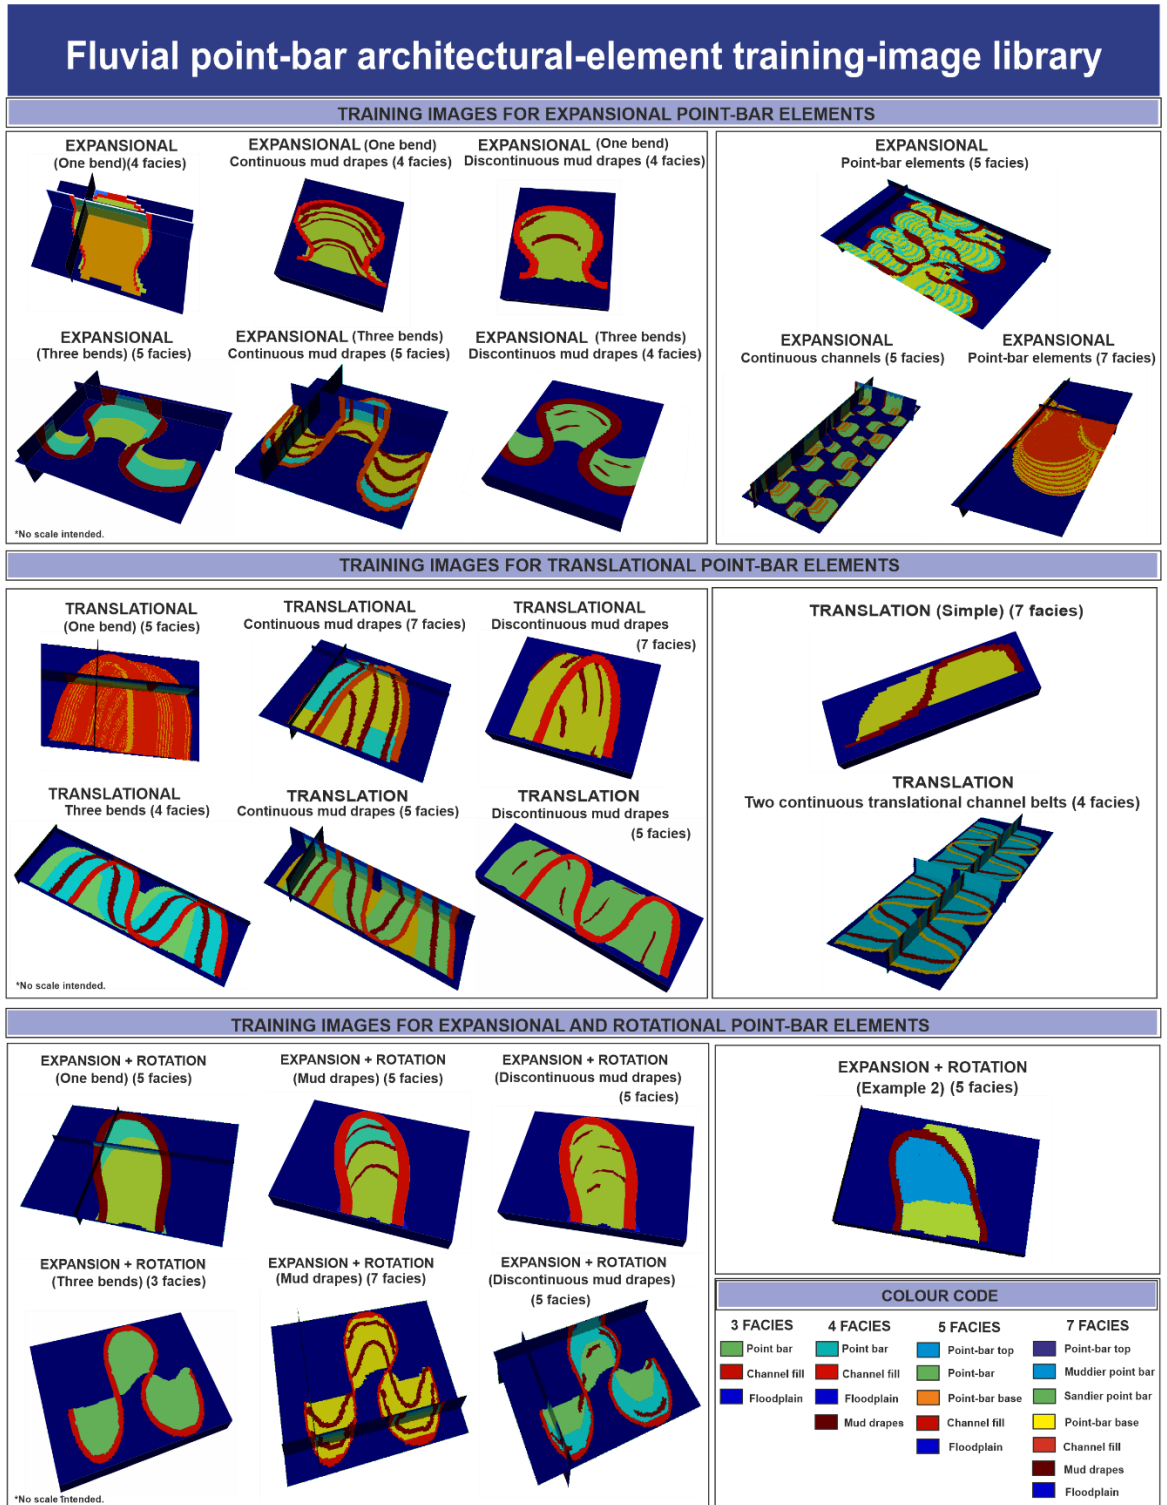 Fluvial point-bar architectural-element training-image library
TRAINING IMAGES FOR EXPANSIONAL POINT-BAR ELEMENTS
EXPANSIONAL
(One bend)(4 facies)
EXPANSIONAL (One bend)
Continuous mud drapes (4 facies)
EXPANSIONAL (One bend)
Discontinuous mud drapes (4 facies)
EXPANSIONAL
Point-bar elements (5 facies)
EXPANSIONAL
(Three bends) (5 facies)
EXPANSIONAL (Three bends)
Continuous mud drapes (5 facies)
EXPANSIONAL (Three bends)
Discontinuos mud drapes (4 facies)
EXPANSIONAL
Continuous channels (5 facies)
EXPANSIONAL
Point-bar elements (7 facies)
*No scale intended.
TRAINING IMAGES FOR TRANSLATIONAL POINT-BAR ELEMENTS
TRANSLATIONAL
(One bend) (5 facies)
TRANSLATIONAL
Continuous mud drapes (7 facies)
TRANSLATIONAL
Discontinuous mud drapes
(7 facies)
TRANSLATION (Simple) (7 facies)
TRANSLATIONAL
Three bends (4 facies)
TRANSLATION
Continuous mud drapes (5 facies)
TRANSLATION
Discontinuous mud drapes
(5 facies)
TRANSLATION
Two continuous translational channel belts (4 facies)
*No scale intended.
TRAINING IMAGES FOR EXPANSIONAL AND ROTATIONAL POINT-BAR ELEMENTS
EXPANSION + ROTATION
(One bend) (5 facies)
EXPANSION + ROTATION
(Mud drapes) (5 facies)
EXPANSION + ROTATION
(Discontinuous mud drapes)
(5 facies)
EXPANSION + ROTATION
(Example 2) (5 facies)
EXPANSION + ROTATION
(Three bends) (3 facies)
EXPANSION + ROTATION
(Mud drapes) (7 facies)
EXPANSION + ROTATION
(Discontinuous mud drapes)
(5 facies)
*No scale intended.
COLOUR CODE
3 FACIES
Point bar
Channel fill
Floodplain
4 FACIES
Point bar
Channel fill
Floodplain
Mud drapes
5 FACIES
Point-bar top
Point-bar
Point-bar base
Channel fill
Floodplain
7 FACIES
Point-bar top
Muddier point bar
Sandier point bar
Point-bar base
Channel fill
Mud drapes
Floodplain